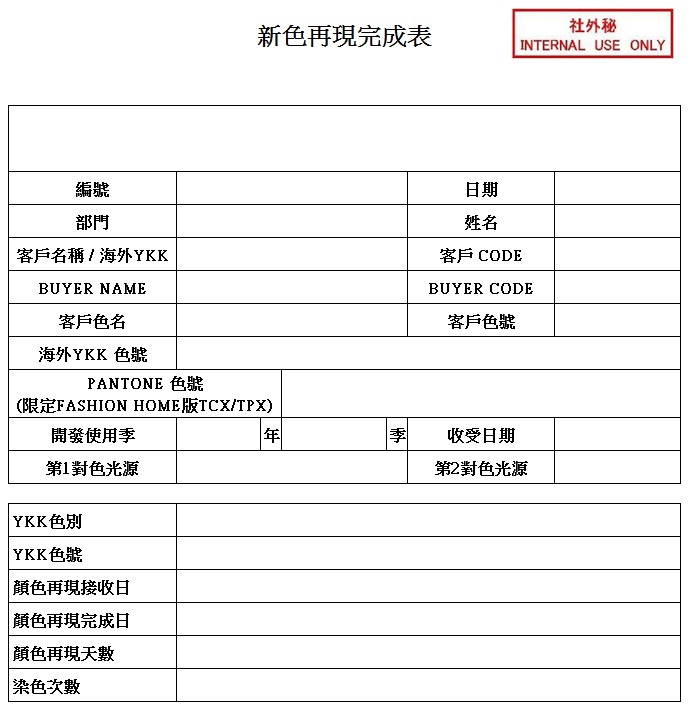 新色再現完成表
社外秘
INTERNAL USE ONLY
編號 日期
部門 姓名
客戶名稱 / 海外YKK 客戶 CODE
BUYER NAME BUYER CODE
客戶色名 客戶色號
海外YKK 色號
PANTONE 色號
(限定FASHION HOME版TCX/TPX)
開發使用季 年 季 收受日期
第1對色光源 第2對色光源
YKK色別
YKK色號
顏色再現接收日
顏色再現完成日
顏色再現天數
染色次數